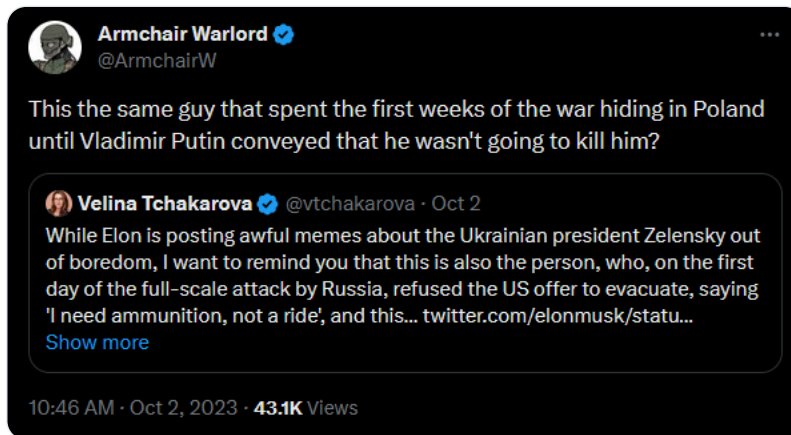 Armchair Warlord
@ArmchairW
This the same guy that spent the first weeks of the war hiding in Poland
until Vladimir Putin conveyed that he wasn't going to kill him?
Velina Tchakarova @vtchakarova · Oct 2
While Elon is posting awful memes about the Ukrainian president Zelensky out
of boredom, I want to remind you that this is also the person, who, on the first
day of the full-scale attack by Russia, refused the US offer to evacuate, saying
'I need ammunition, not a ride', and this... twitter.com/elonmusk/statu...
Show more
10:46 AM · Oct 2, 2023 · 43.1K Views